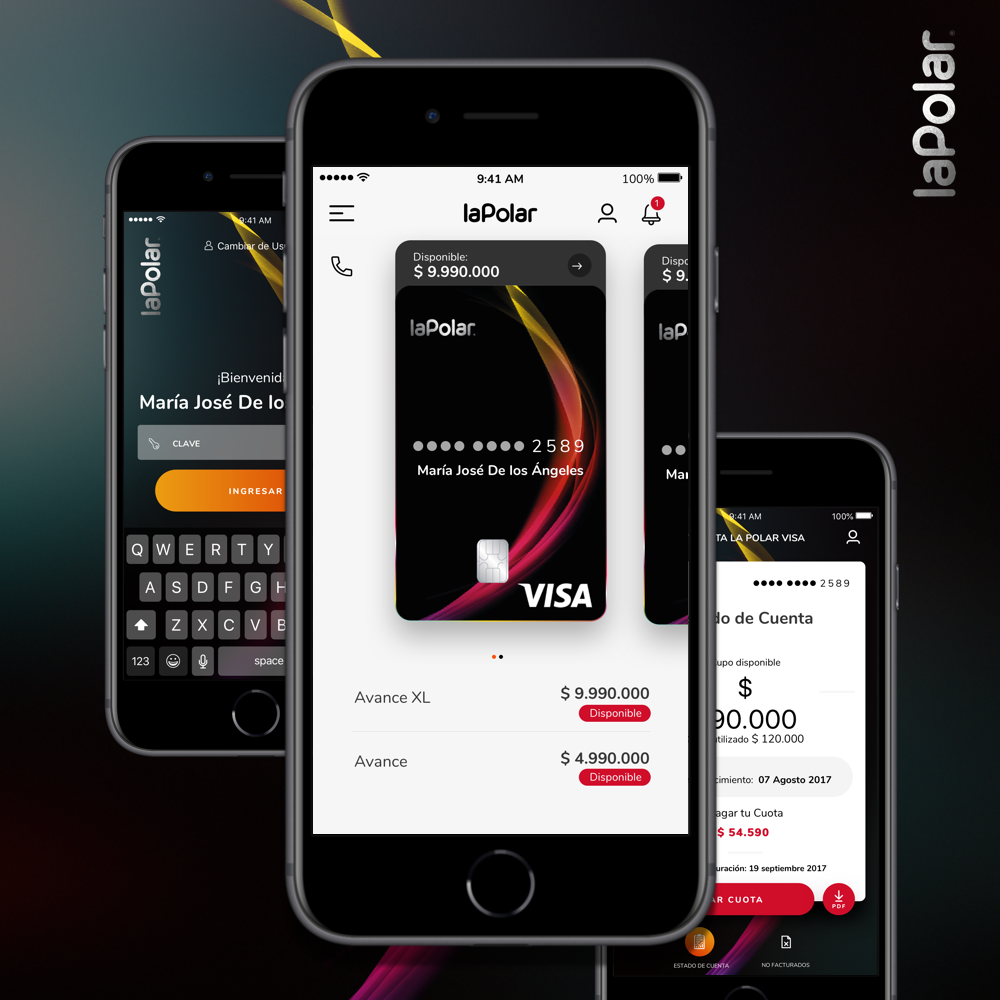 laPolar
9:41 AM
100%
laPolar
1
Disponible:
$ 9.990.000
laPolar
2589
María José De los Ángeles
VISA
Disp
$ 9.
laP
Mar
Avance XL
$ 9.990.000
Disponible
Avance
$ 4.990.000
Disponible
9:41 AM
laPolar
Cambiar de Us
¡Bienvenid
María José De lo
CLAVE
INGRESAR
Q W E R T Y
A S D F G H
Z X C V B
123 space
9:41 AM
100%
TA LA POLAR VISA
2589
do de Cuenta
upo disponible
$
90.000
utilizado $ 120.000
cimiento: 07 Agosto 2017
agar tu Cuota
$ 54.590
uración: 19 septiembre 2017
AR CUOTA
PDF
ESTADO DE CUENTA
NO FACTURADOS